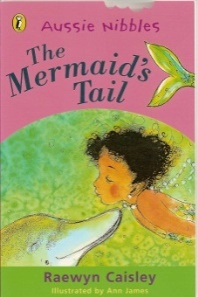 Aussie Nibbles
The
Mermaid's
Tail
Raewyn Caisley
Illustrated by Ann James